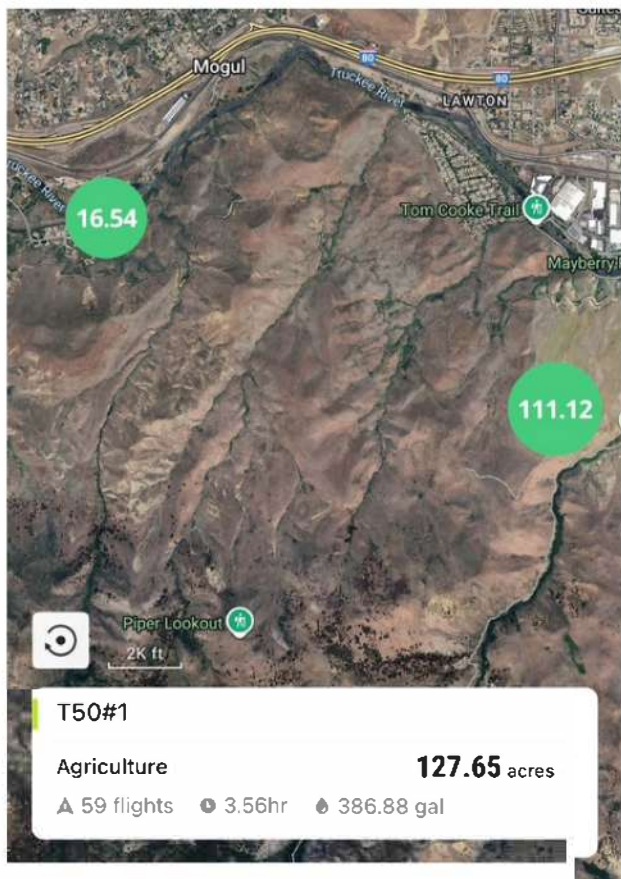 Mogul
80
Truckee River
80
LAWTON
Truckee River
16.54
Tom Cooke Trail
Mayberry
111.12
Piper Lookout
2K ft
T50#1
Agriculture
127.65 acres
59 flights 3.56hr 386.88 gal